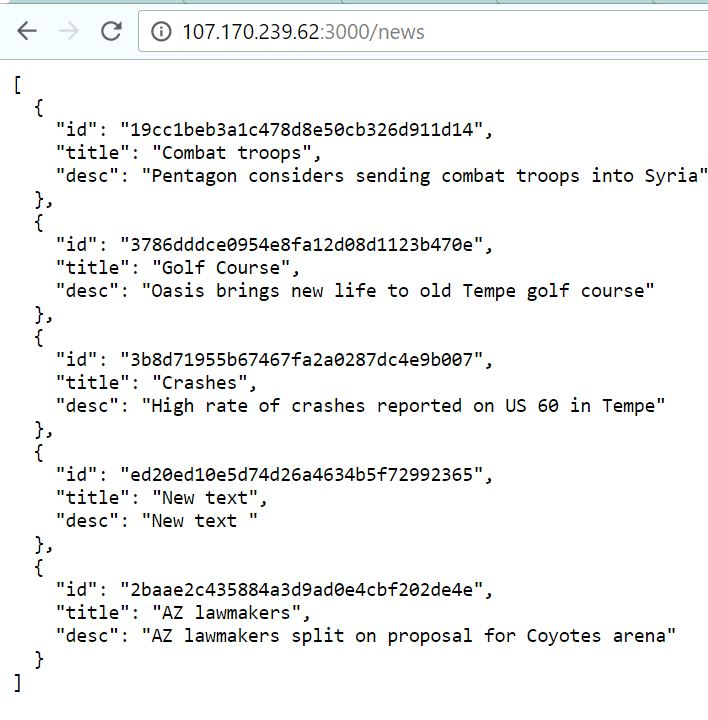 107.170.239.62:3000/news
[
{
"id": "19cc1beb3a1c478d8e50cb326d911d14",
"title": "Combat troops",
"desc": "Pentagon considers sending combat troops into Syria"
},
{
"id": "3786dddce0954e8fa12d08d1123b470e",
"title": "Golf Course",
"desc": "Oasis brings new life to old Tempe golf course"
},
{
"id": "3b8d71955b67467fa2a0287dc4e9b007",
"title": "Crashes",
"desc": "High rate of crashes reported on US 60 in Tempe"
},
{
"id": "ed20ed10e5d74d26a4634b5f72992365",
"title": "New text",
"desc": "New text "
},
{
"id": "2baae2c435884a3d9ad0e4cbf202de4e",
"title": "AZ lawmakers",
"desc": "AZ lawmakers split on proposal for Coyotes arena"
}
]